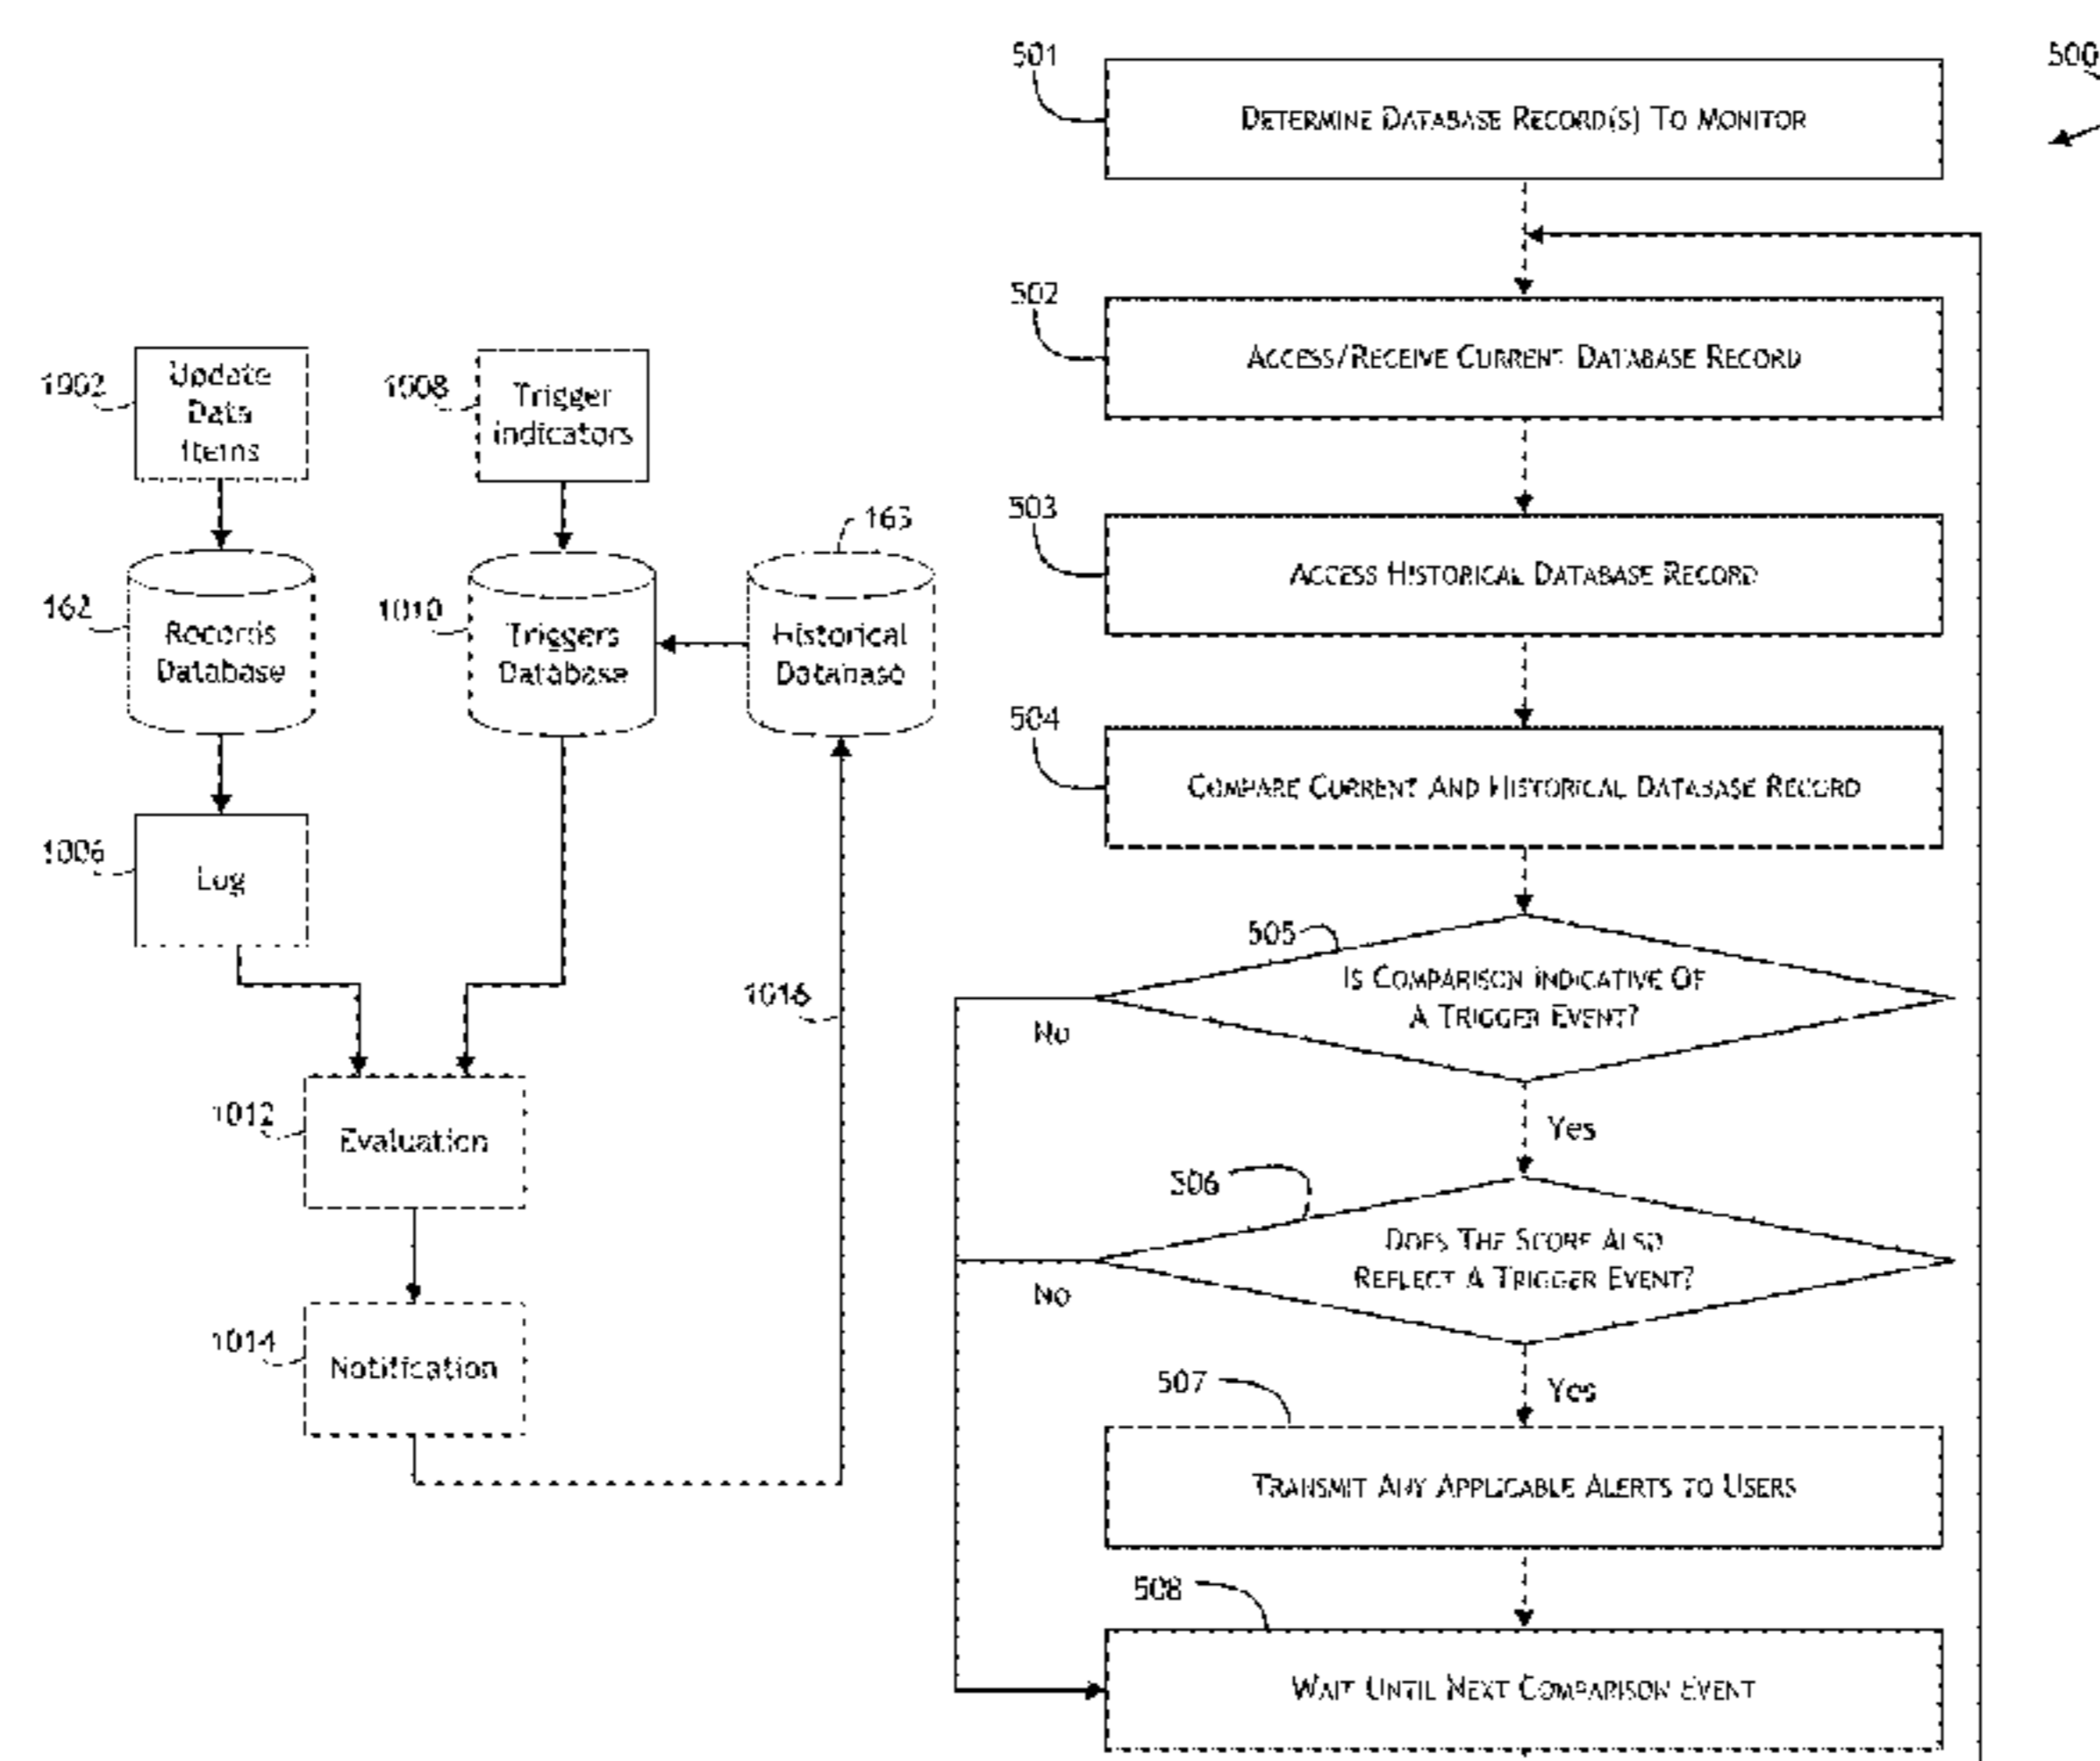 501
DETERMINE DATABASE RECORD(S) TO MONITOR
500
502
ACCESS/RECEIVE CURRENT DATABASE RECORD
503
ACCESS HISTORICAL DATABASE RECORD
504
COMPARE CURRENT AND HISTORICAL DATABASE RECORD
505
IS COMPARISON INDICATIVE OF
A TRIGGER EVENT?
No
Yes
506
DOES THE SCORE ALSO
REFLECT A TRIGGER EVENT?
No
Yes
507
TRANSMIT ANY APPLICABLE ALERTS TO USERS
508
WAIT UNTIL NEXT COMPARISON EVENT
1002
Update
Data
Items
1008
Trigger
indicators
162
Records
Database
1010
Triggers
Database
163
Historical
Database
1006
Log
1016
1012
Evaluation
1014
Notification